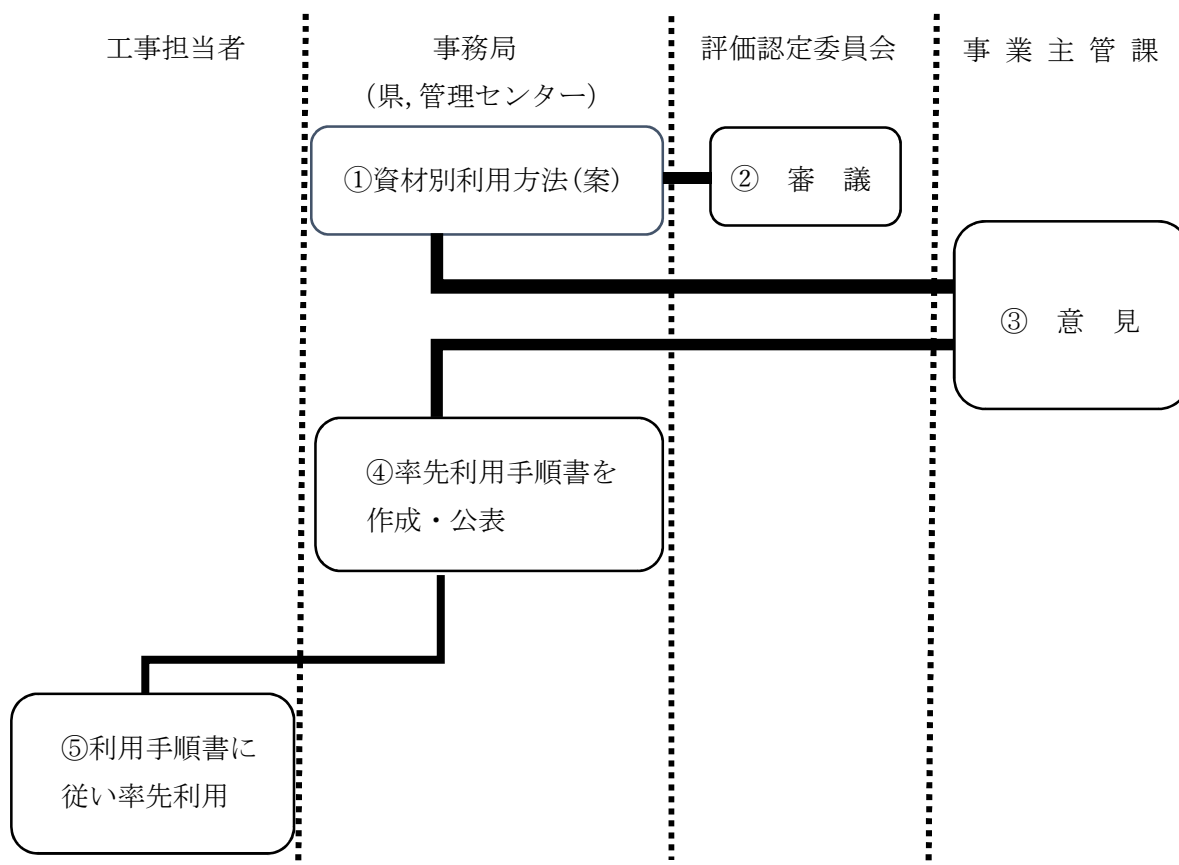 工事担当者
事務局
(県,管理センター)
評価認定委員会
事業主管課
①資材別利用方法(案)
② 審 議
③ 意 見
④率先利用手順書を
作成・公表
⑤利用手順書に
従い率先利用